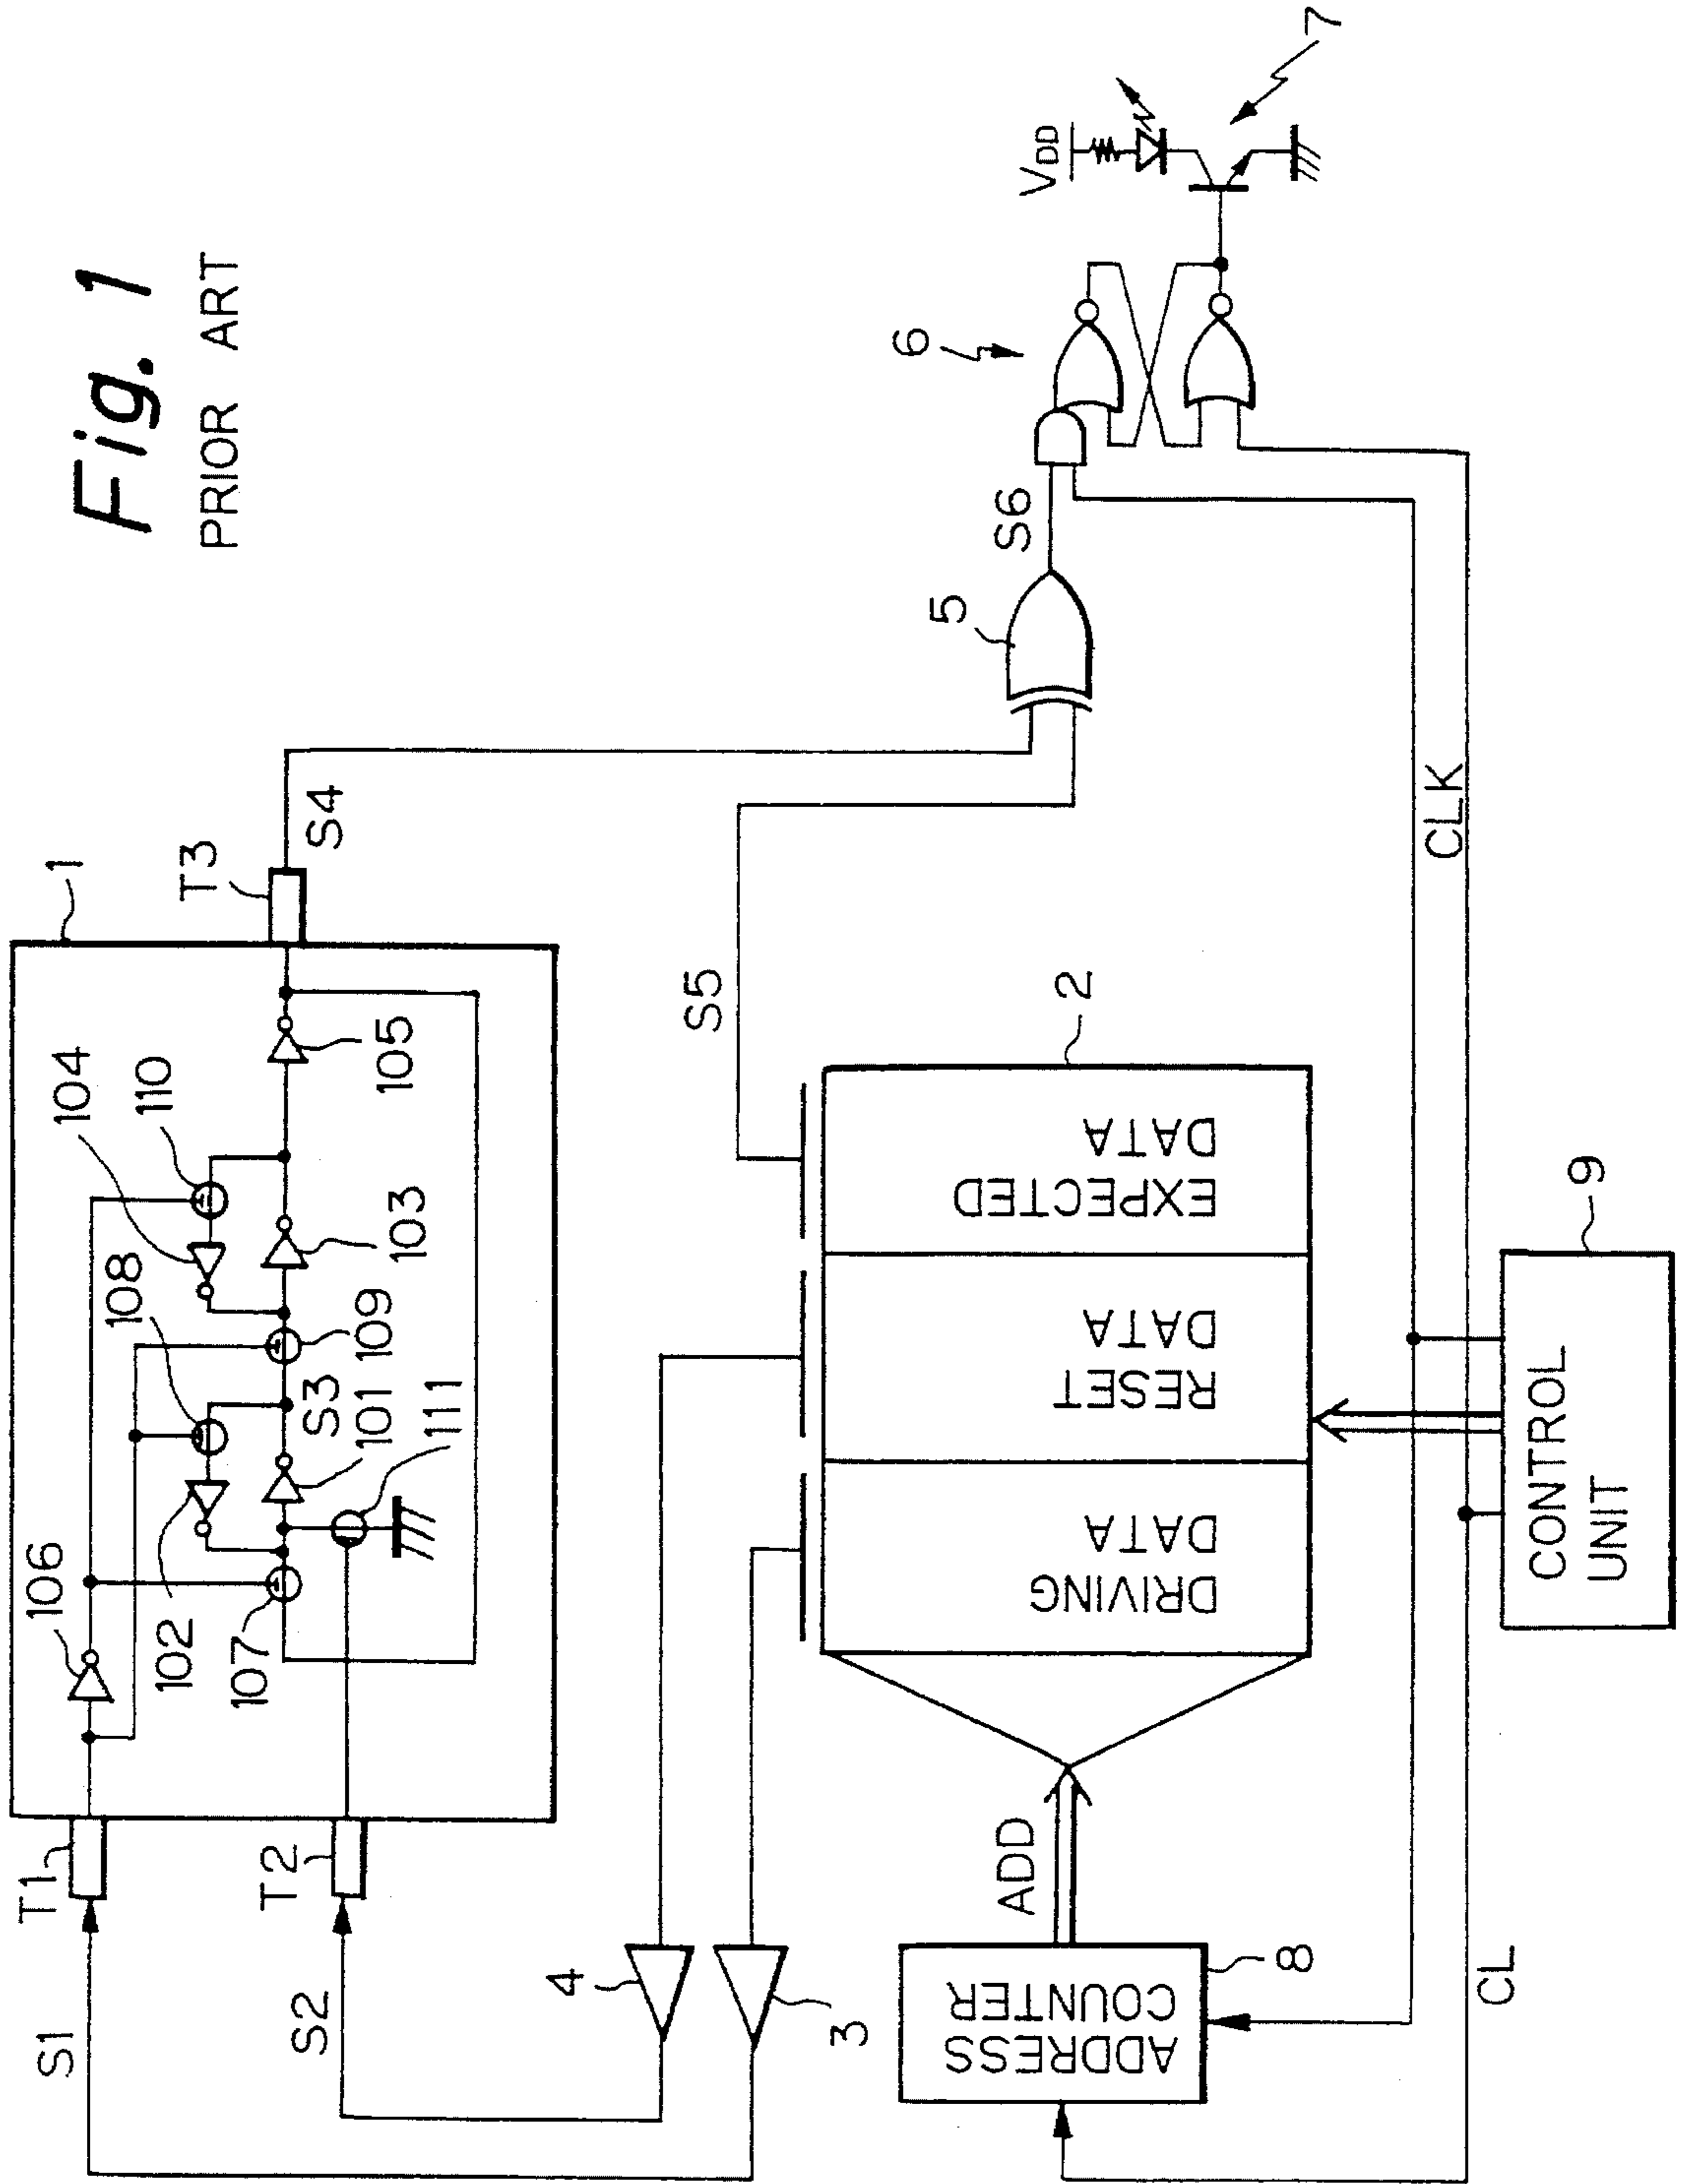 Fig. 1
PRIOR ART
1
T1
T2
T3
S1
S2
S3
S4
106
102
107
108
104
110
109
101
111
103
105
4
3
S5
2
DRIVING
DATA
RESET
DATA
EXPECTED
DATA
ADDRESS
COUNTER
8
ADD
CONTROL
UNIT
9
CLK
CL
5
S6
6
VDD
7